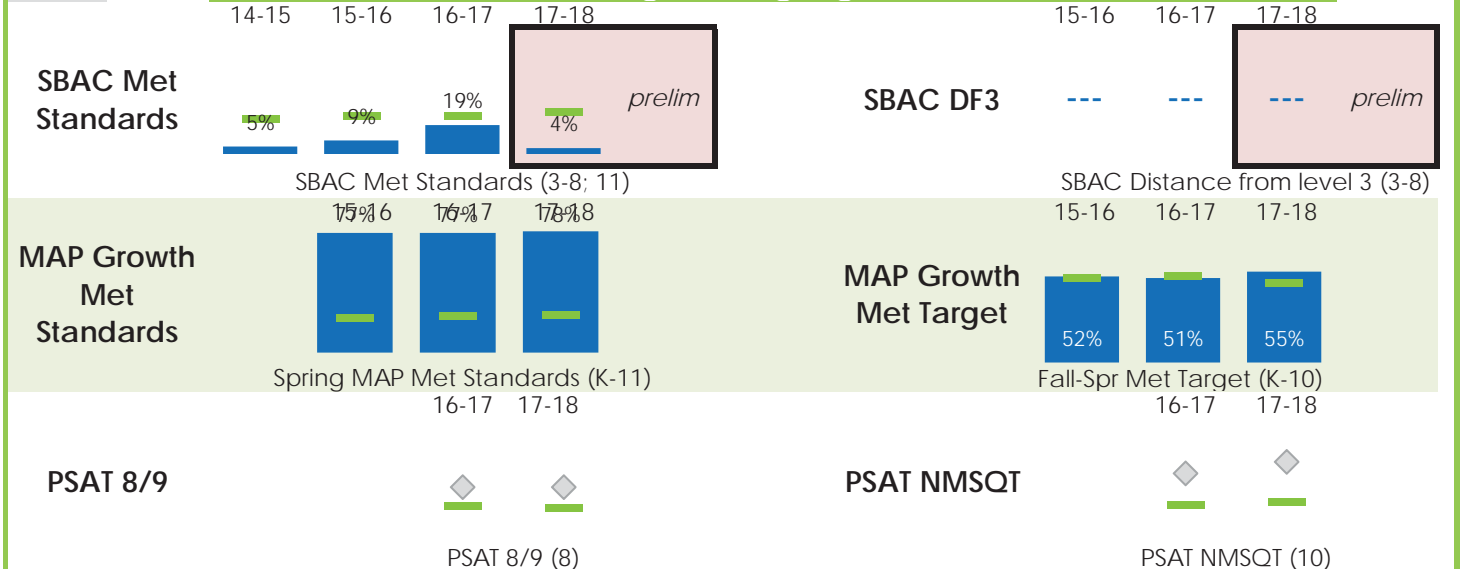 14-15 15-16 16-17 17-18
SBAC Met
Standards
5% 9% 19% 4% prelim
SBAC Met Standards (3-8; 11)
15-16 16-17 17-18
SBAC DF3
--- --- --- prelim
SBAC Distance from level 3 (3-8)
15-16 16-17 17-18
77% 77% 78%
MAP Growth
Met
Standards
Spring MAP Met Standards (K-11)
15-16 16-17 17-18
MAP Growth
Met Target
52% 51% 55%
Fall-Spr Met Target (K-10)
16-17 17-18
PSAT 8/9
PSAT 8/9 (8)
16-17 17-18
PSAT NMSQT
PSAT NMSQT (10)